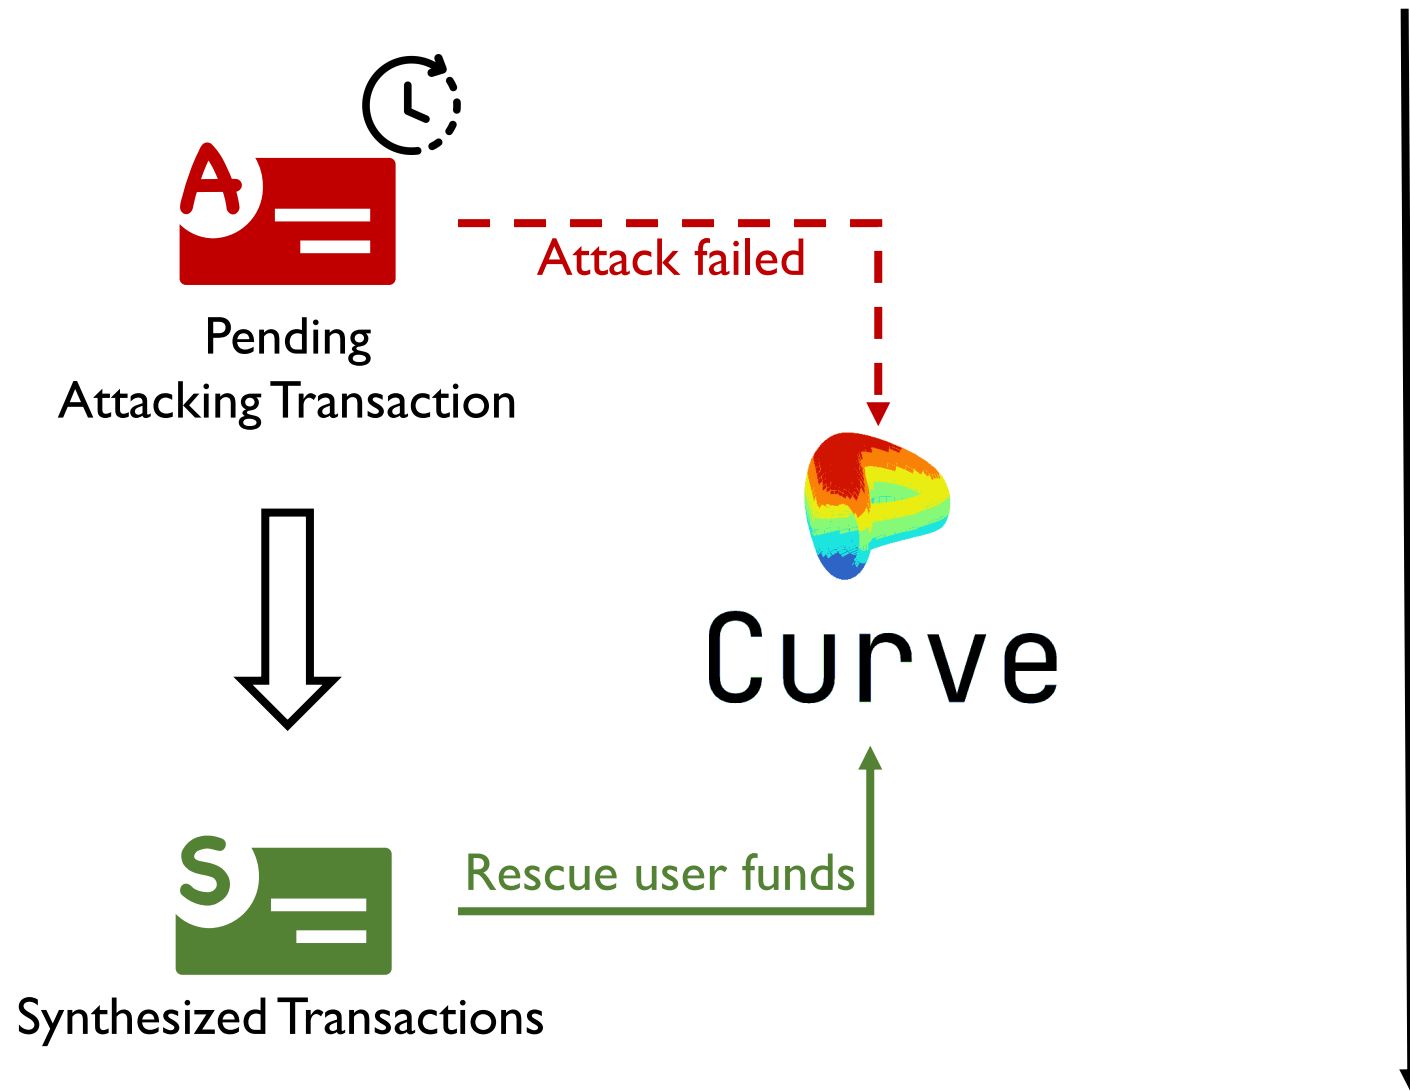 A
Attack failed
Pending
Attacking Transaction
Curve
S
Rescue user funds
Synthesized Transactions